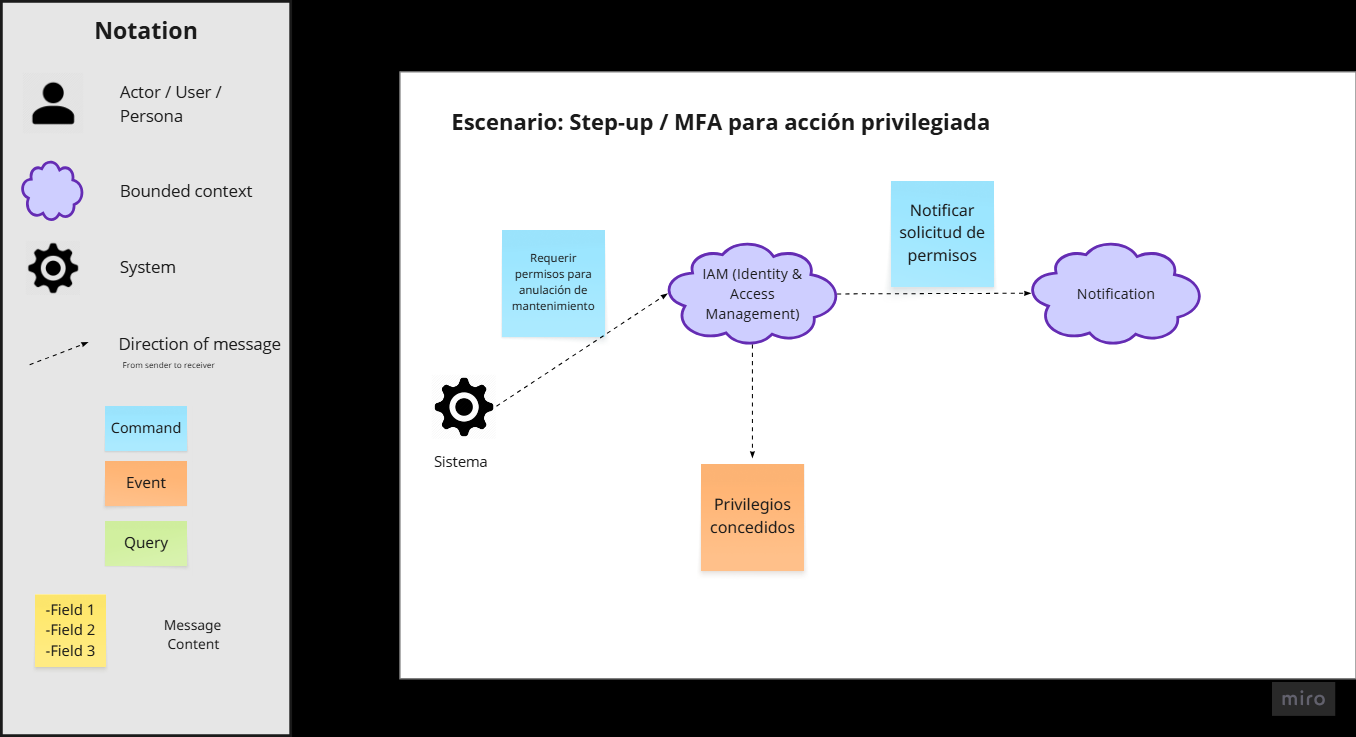 Notation
Actor / User /
Persona
Bounded context
System
Direction of message
From sender to receiver
Command
Event
Query
-Field 1
-Field 2
-Field 3
Message
Content
Escenario: Step-up / MFA para acción privilegiada
Requerir
permisos para
anulación de
mantenimiento
IAM (Identity &
Access
Management)
Notificar
solicitud de
permisos
Notification
Sistema
Privilegios
concedidos
miro